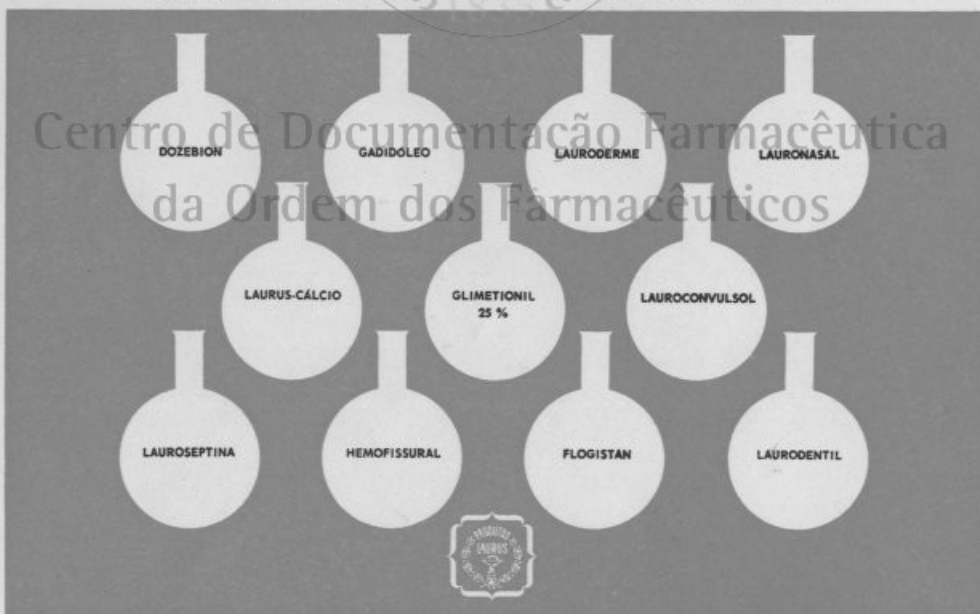 Centro de Documentação Farmacêutica
da Ordem dos Farmacêuticos
DOZEBION
GADIDOLEO
LAURODERME
LAURONASAL
LAURUS-CÁLCIO
GLIMETIONIL
25 %
LAUROCONVULSOL
LAUROSEPTINA
HEMOFISSURAL
FLOGISTAN
LAURODENTIL
PRODUTOS
LAURUS